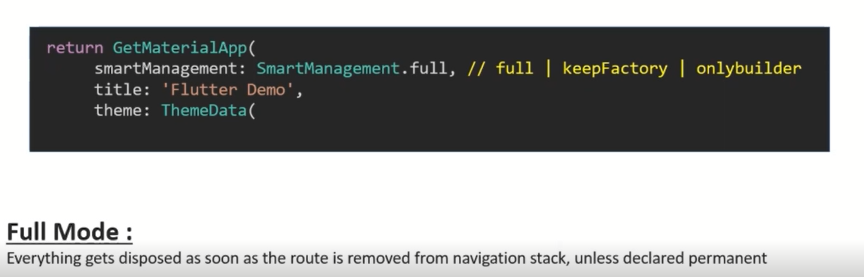 return GetMaterialApp(
smartManagement: SmartManagement.full, // full | keepFactory | onlybuilder
title: 'Flutter Demo',
theme: ThemeData(
Full Mode :
Everything gets disposed as soon as the route is removed from navigation stack, unless declared permanent